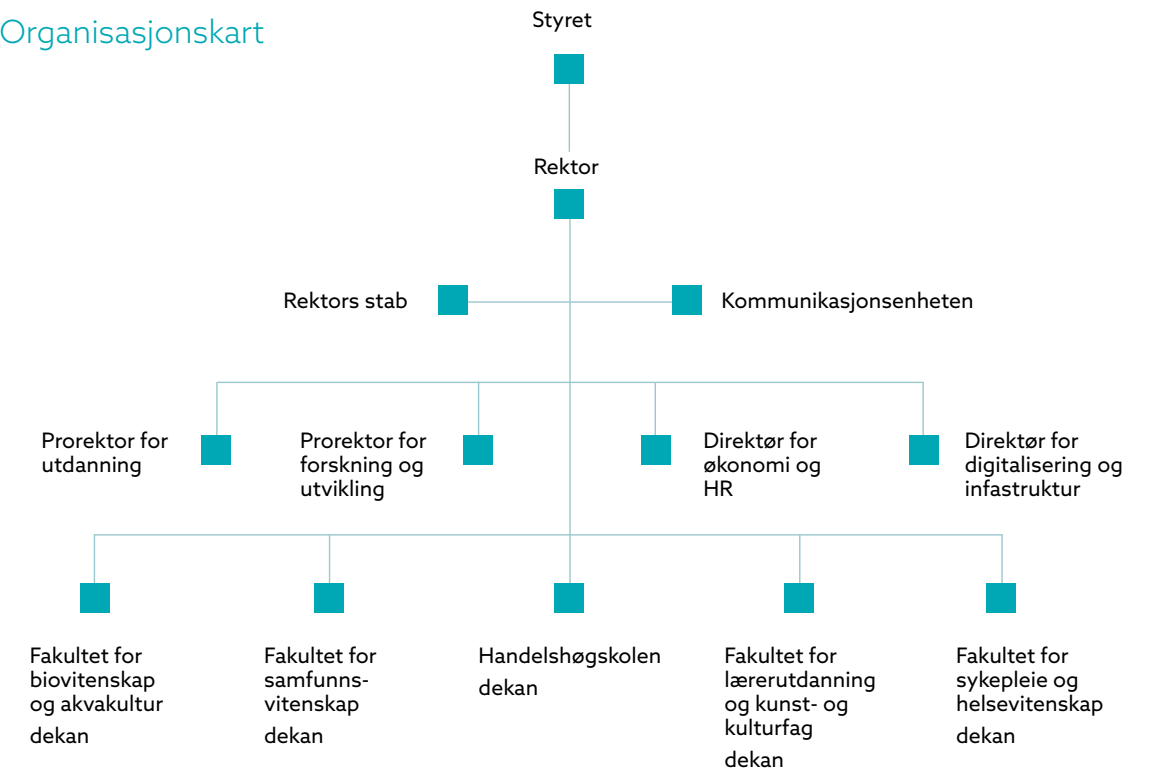 Organisasjonskart
Styret
Rektor
Rektors stab
Kommunikasjonsenheten
Prorektor for
utdanning
Prorektor for
forskning og
utvikling
Direktør for
økonomi og
HR
Direktør for
digitalisering og
infastruktur
Fakultet for
biovitenskap
og akvakultur
dekan
Fakultet for
samfunns-
vitenskap
dekan
Handelshøgskolen
dekan
Fakultet for
lærerutdanning
og kunst- og
kulturfag
dekan
Fakultet for
sykepleie og
helsevitenskap
dekan